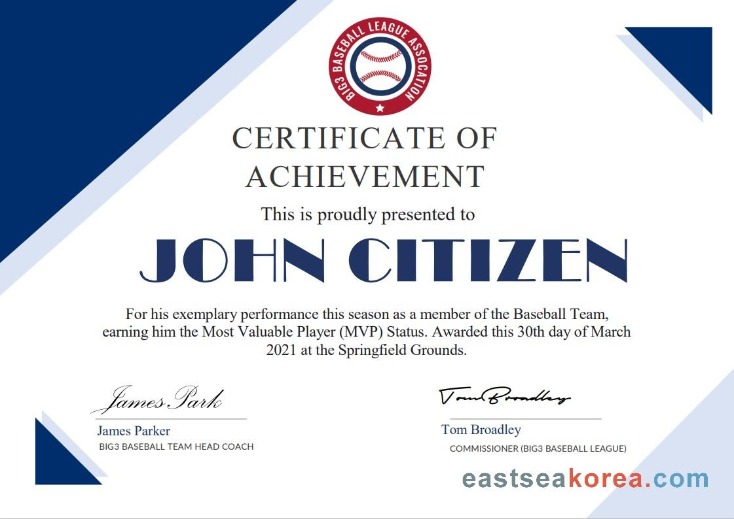 BIG3 BASEBALL LEAGUE ASSOCATION
CERTIFICATE OF
ACHIEVEMENT
This is proudly presented to
JOHN CITIZEN
For his exemplary performance this season as a member of the Baseball Team,
earning him the Most Valuable Player (MVP) Status. Awarded this 30th day of March
2021 at the Springfield Grounds.
James Park
Tom Broadley
James Parker
Tom Broadley
BIG3 BASEBALL TEAM HEAD COACH
COMMISSIONER (BIG3 BASEBALL LEAGUE)
eastseakorea.com